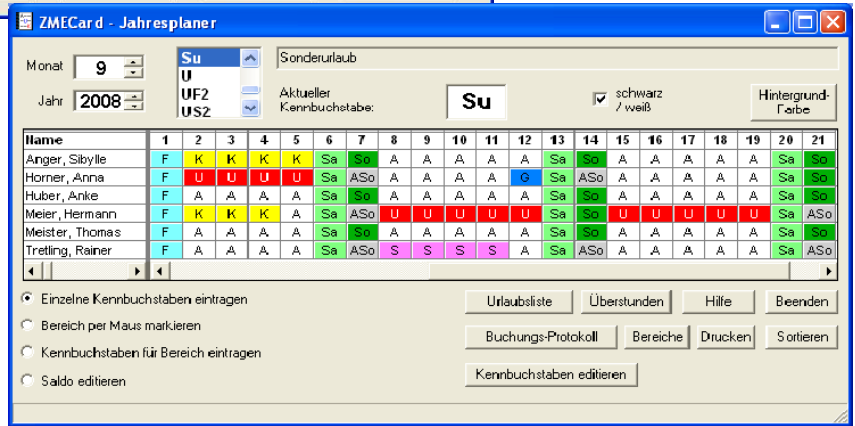 ZMECard - Jahresplaner
Monat 9
Jahr 2008
Su
U
UF2
US2
Sonderurlaub
Aktueller
Kennbuchstabe:
Su
schwarz
/ weiß
Hintergrund-
Farbe
Name 1 2 3 4 5 6 7 8 9 10 11 12 13 14 15 16 17 18 19 20 21
Anger, Sibylle F K K K K Sa So A A A A A Sa So A A A A A Sa So
Horner, Anna F U U U U Sa ASo A A A A G Sa ASo A A A A A Sa So
Huber, Anke F A A A A Sa So A A A A A Sa So A A A A A Sa So
Meier, Hermann F K K K A Sa ASo U U U U U Sa So U U U U U Sa ASo
Meister, Thomas F A A A A Sa So A A A A A Sa So A A A A A Sa So
Tretling, Rainer F A A A A Sa ASo S S S S A Sa ASo A A A A A Sa ASo
Einzelne Kennbuchstaben eintragen
Bereich per Maus markieren
Kennbuchstaben für Bereich eintragen
Saldo editieren
Urlaubsliste Überstunden Hilfe Beenden
Buchungs-Protokoll Bereiche Drucken Sortieren
Kennbuchstaben editieren